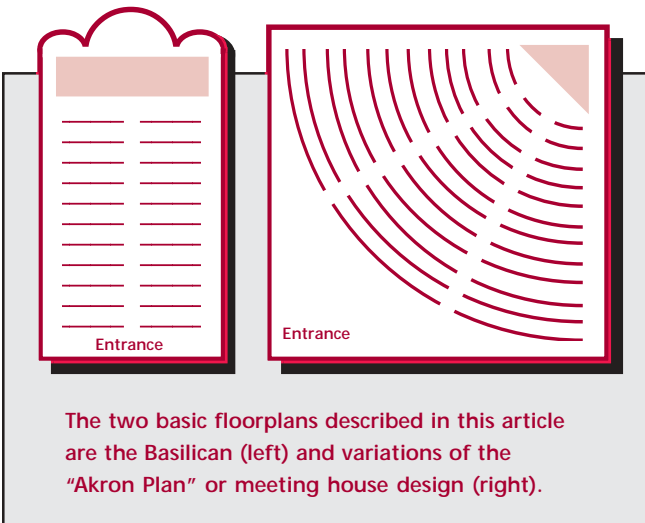 Entrance
Entrance
The two basic floorplans described in this article
are the Basilican (left) and variations of the
“Akron Plan” or meeting house design (right).